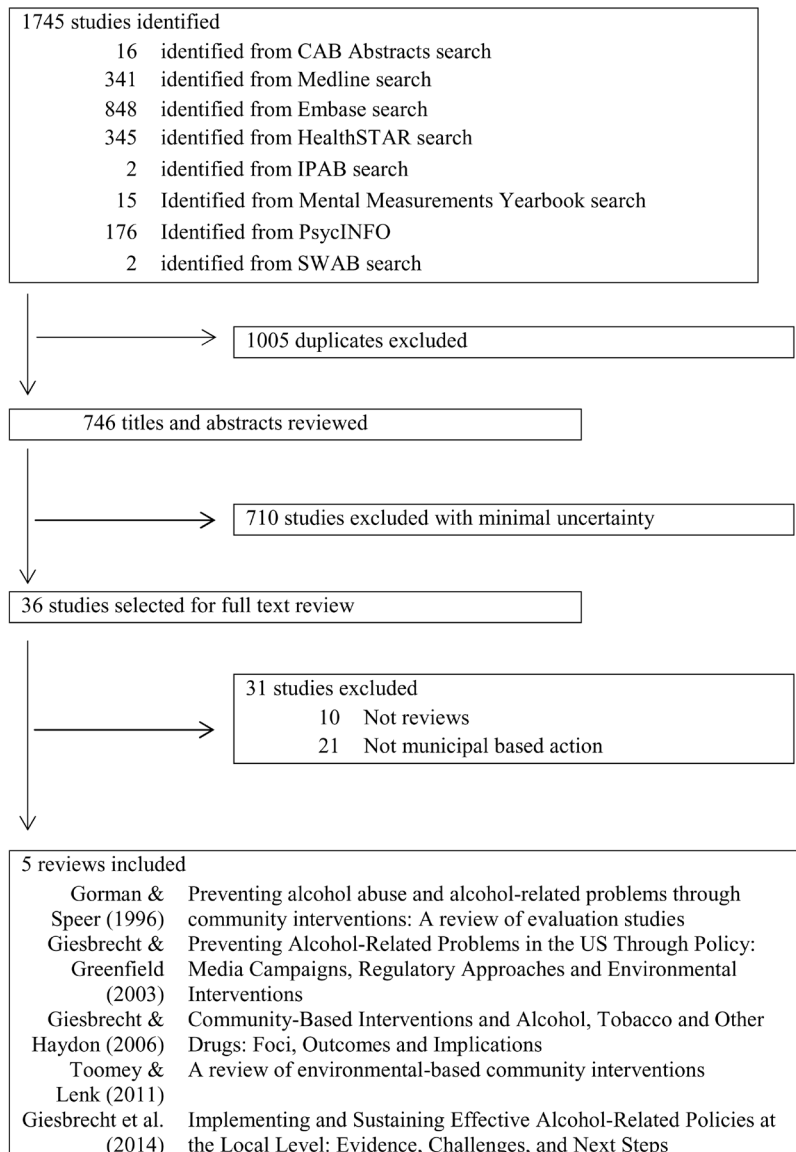 1745 studies identified
16 identified from CAB Abstracts search
341 identified from Medline search
848 identified from Embase search
345 identified from HealthSTAR search
2 identified from IPAB search
15 Identified from Mental Measurements Yearbook search
176 Identified from PsycINFO
2 identified from SWAB search
1005 duplicates excluded
746 titles and abstracts reviewed
710 studies excluded with minimal uncertainty
36 studies selected for full text review
31 studies excluded
10 Not reviews
21 Not municipal based action
5 reviews included
Gorman & Preventing alcohol abuse and alcohol-related problems through
Speer (1996) community interventions: A review of evaluation studies
Giesbrecht & Preventing Alcohol-Related Problems in the US Through Policy:
Greenfield Media Campaigns, Regulatory Approaches and Environmental
(2003) Interventions
Giesbrecht & Community-Based Interventions and Alcohol, Tobacco and Other
Haydon (2006) Drugs: Foci, Outcomes and Implications
Toomey & A review of environmental-based community interventions
Lenk (2011)
Giesbrecht et al. Implementing and Sustaining Effective Alcohol-Related Policies at
(2014) the Local Level: Evidence, Challenges, and Next Steps